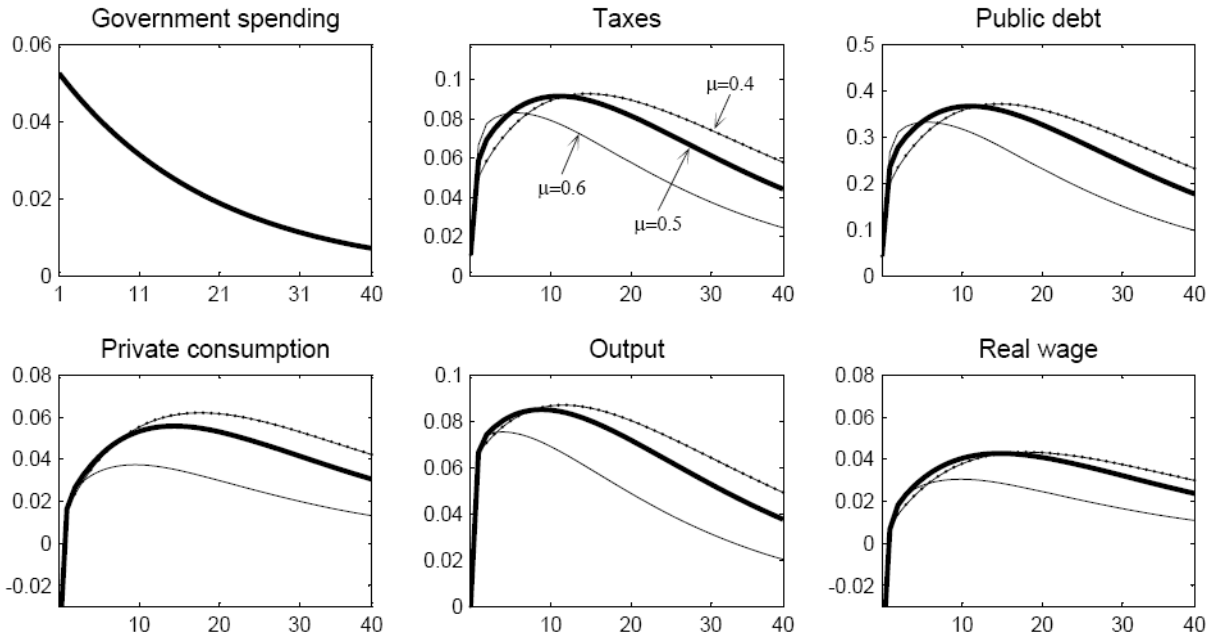 Government spending
0.06
0.04
0.02
0
1 11 21 31 40
Taxes
0.1
0.08
0.06
0.04
0.02
0
10 20 30 40
μ=0.4
μ=0.6
μ=0.5
Public debt
0.5
0.4
0.3
0.2
0.1
0
10 20 30 40
Private consumption
0.08
0.06
0.04
0.02
0
-0.02
1 11 21 31 40
Output
0.1
0.08
0.06
0.04
0.02
0
10 20 30 40
Real wage
0.08
0.06
0.04
0.02
0
-0.02
10 20 30 40